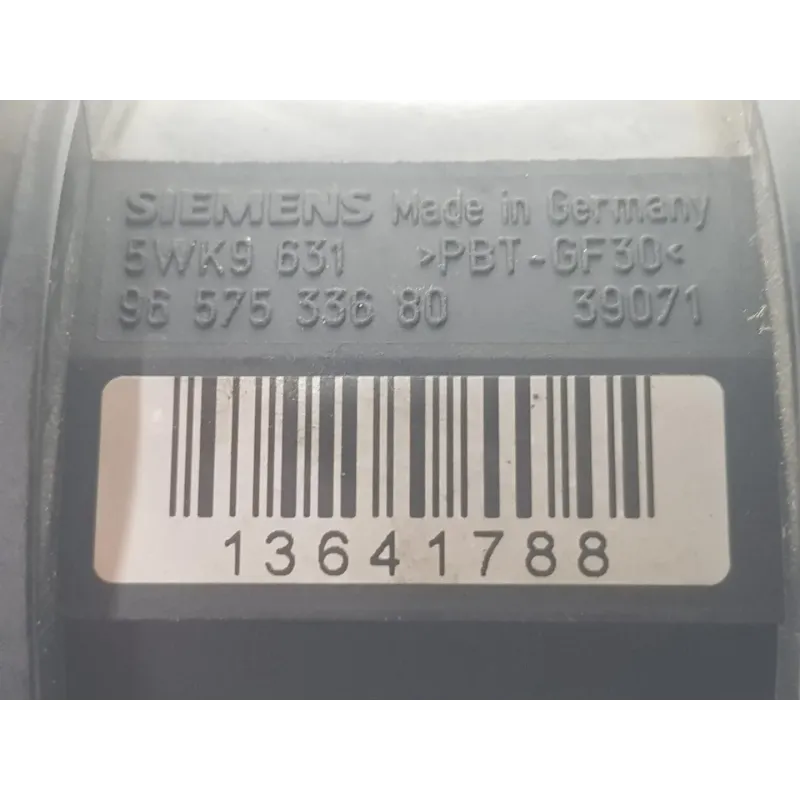 SIEMENS Made in Germany
5WK9 631 >PBT-GF30<
96 575 336 80 39071
13641788